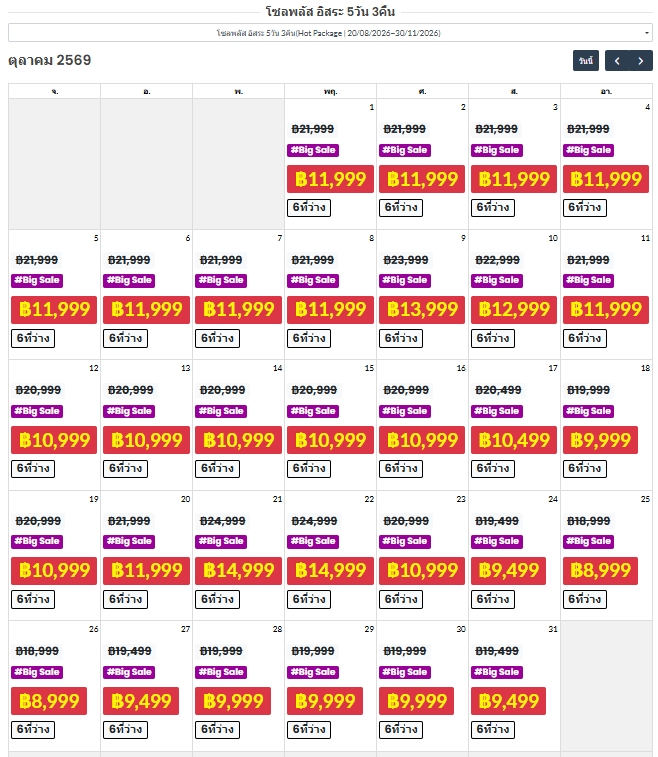 โซลพลัส อิสระ 5วัน 3คืน
โซลพลัส อิสระ 5วัน 3คืน(Hot Package | 20/08/2026-30/11/2026)
ตุลาคม 2569
วันนี้
จ. อ. พ. พฤ. ศ. ส. อา.
1 2 3 4
฿21,999 ฿21,999 ฿21,999 ฿21,999
#Big Sale #Big Sale #Big Sale #Big Sale
฿11,999 ฿11,999 ฿11,999 ฿11,999
6ที่ว่าง 6ที่ว่าง 6ที่ว่าง 6ที่ว่าง
5 6 7 8 9 10 11
฿21,999 ฿21,999 ฿21,999 ฿21,999 ฿23,999 ฿22,999 ฿21,999
#Big Sale #Big Sale #Big Sale #Big Sale #Big Sale #Big Sale #Big Sale
฿11,999 ฿11,999 ฿11,999 ฿11,999 ฿13,999 ฿12,999 ฿11,999
6ที่ว่าง 6ที่ว่าง 6ที่ว่าง 6ที่ว่าง 6ที่ว่าง 6ที่ว่าง 6ที่ว่าง
12 13 14 15 16 17 18
฿20,999 ฿20,999 ฿20,999 ฿20,999 ฿20,999 ฿20,499 ฿19,999
#Big Sale #Big Sale #Big Sale #Big Sale #Big Sale #Big Sale #Big Sale
฿10,999 ฿10,999 ฿10,999 ฿10,999 ฿10,999 ฿10,499 ฿9,999
6ที่ว่าง 6ที่ว่าง 6ที่ว่าง 6ที่ว่าง 6ที่ว่าง 6ที่ว่าง 6ที่ว่าง
19 20 21 22 23 24 25
฿20,999 ฿21,999 ฿24,999 ฿24,999 ฿20,999 ฿19,499 ฿18,999
#Big Sale #Big Sale #Big Sale #Big Sale #Big Sale #Big Sale #Big Sale
฿10,999 ฿11,999 ฿14,999 ฿14,999 ฿10,999 ฿9,499 ฿8,999
6ที่ว่าง 6ที่ว่าง 6ที่ว่าง 6ที่ว่าง 6ที่ว่าง 6ที่ว่าง 6ที่ว่าง
26 27 28 29 30 31
฿18,999 ฿19,499 ฿19,999 ฿19,999 ฿19,999 ฿19,499
#Big Sale #Big Sale #Big Sale #Big Sale #Big Sale #Big Sale
฿8,999 ฿9,499 ฿9,999 ฿9,999 ฿9,999 ฿9,499
6ที่ว่าง 6ที่ว่าง 6ที่ว่าง 6ที่ว่าง 6ที่ว่าง 6ที่ว่าง